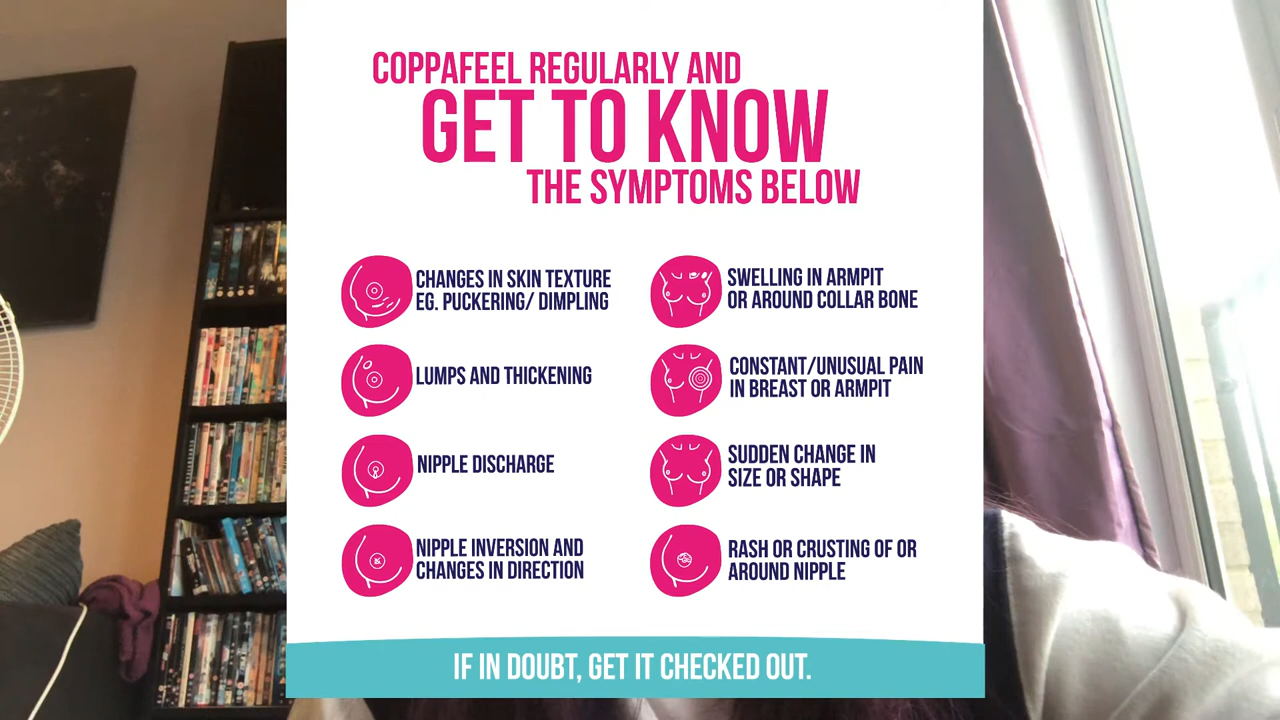 COPPAFEEL REGULARLY AND
GET TO KNOW
THE SYMPTOMS BELOW
CHANGES IN SKIN TEXTURE
EG. PUCKERING/ DIMPLING
LUMPS AND THICKENING
NIPPLE DISCHARGE
NIPPLE INVERSION AND
CHANGES IN DIRECTION
SWELLING IN ARMPIT
OR AROUND COLLAR BONE
CONSTANT/UNUSUAL PAIN
IN BREAST OR ARMPIT
SUDDEN CHANGE IN
SIZE OR SHAPE
RASH OR CRUSTING OF OR
AROUND NIPPLE
IF IN DOUBT, GET IT CHECKED OUT.